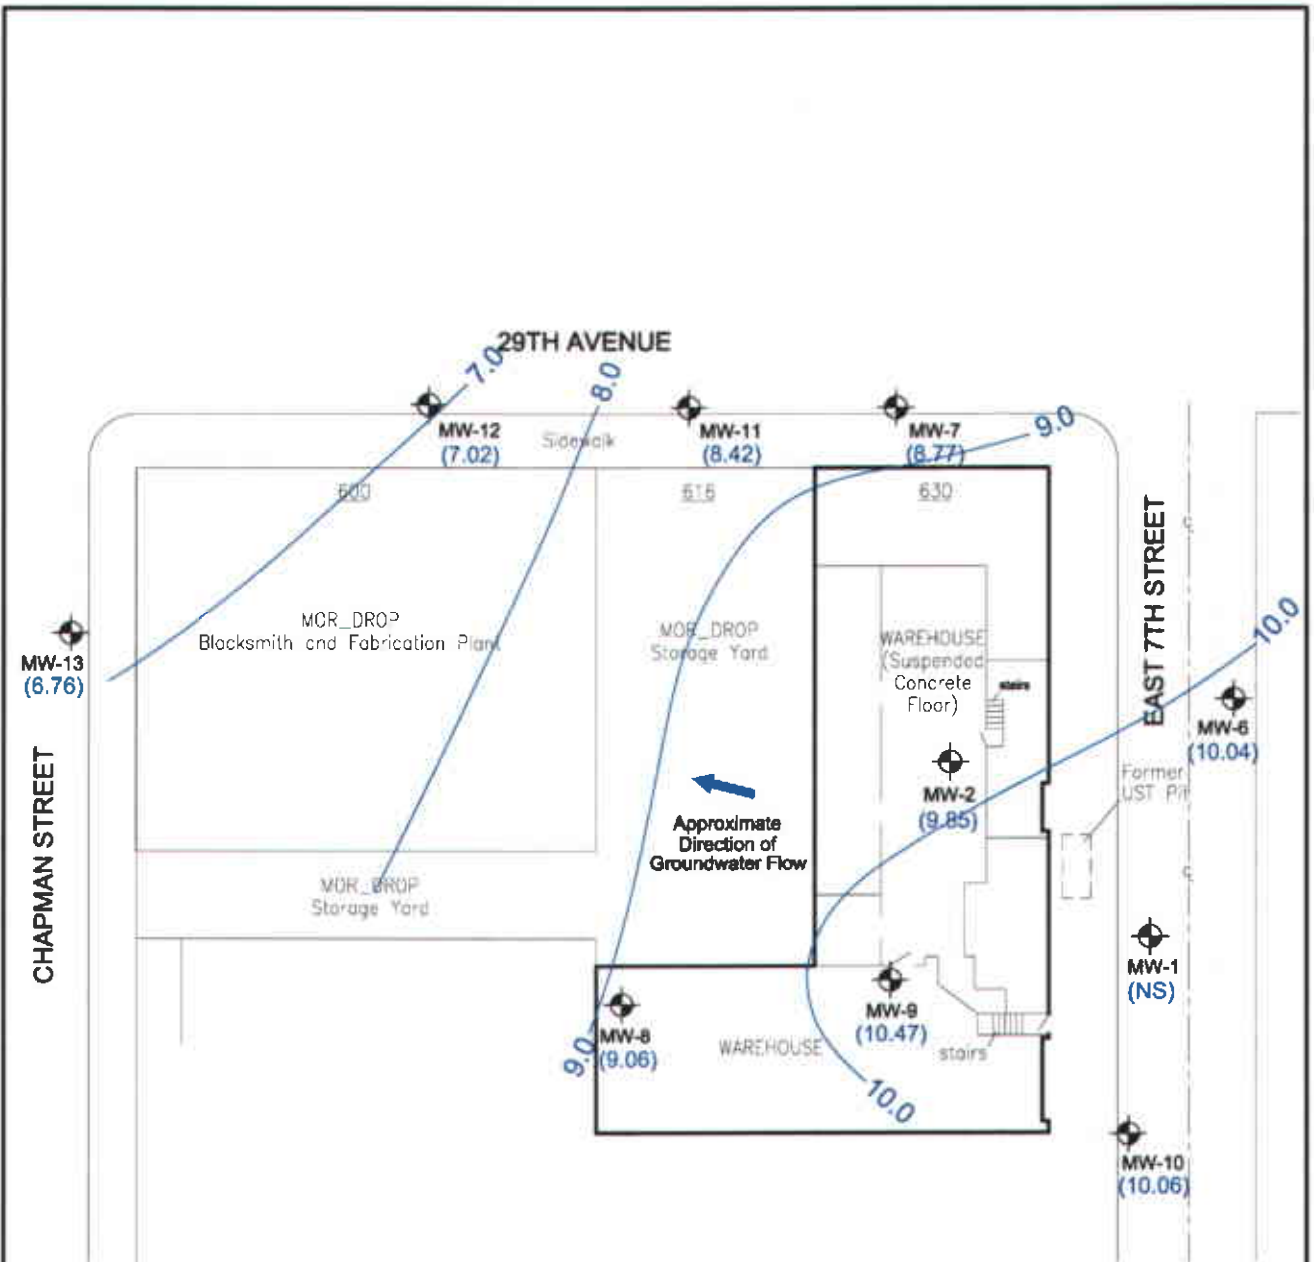 29TH AVENUE
7.0
8.0
9.0
MW-12
(7.02)
Sidewalk
MW-11
(8.42)
MW-7
(8.77)
600
616
630
EAST 7TH STREET
10.0
MW-13
(6.76)
MOR_DROP
Blacksmith and Fabrication Plant
MOR_DROP
Storage Yard
WAREHOUSE
(Suspended
Concrete
Floor)
stairs
MW-6
(10.04)
CHAPMAN STREET
MW-2
(9.85)
Former
UST Pit
Approximate
Direction of
Groundwater Flow
MOR_DROP
Storage Yard
MW-1
(NS)
MW-8
(9.06)
9.0
WAREHOUSE
MW-9
(10.47)
stairs
10.0
MW-10
(10.06)